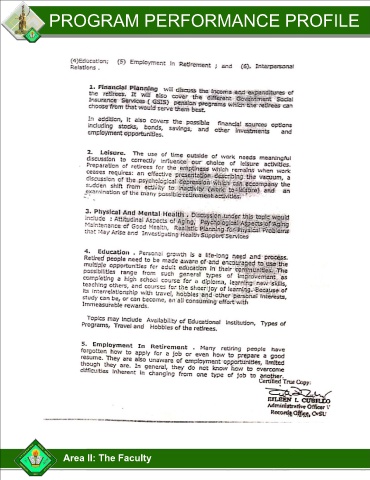 PROGRAM PERFORMANCE PROFILE
(4)Education; (5) Employment in Retirement ; and (6). Interpersonal
Relations .
1. Financial Planning will discuss the income and expenditures of
the retirees. It will also cover the different Government Social
Insurance Services ( GSIS) pension programs which the retirees can
choose from that would serve them best.
In addition, it also covers the possible financial sources options
including stocks, bonds, savings, and other investments and
employment opportunities.
2. Leisure. The use of time outside of work needs meaningful
discussion to correctly influence our choice of leisure activities.
Preparation of retirees for the emptiness which remains when work
ceases requires: an effective presentation describing the vacuum, a
discussion of the psychological depression which can accompany the
sudden shift from activity to inactivity (work to leisure) and an
examination of the many possible retirement activities.
3. Physical And Mental Health . Discussion under this topic would
include : Attitudinal Aspects of Aging, Psychological Aspects of Aging
Maintenance of Good Health, Realistic Planning for Physical Problems
that May Arise and Investigating Health Support Services
4. Education . Personal growth is a life-long need and process.
Retired people need to be made aware of and encouraged to use the
multiple opportunities for adult education in their communities. The
possibilities range from such general types of improvement as
completing a high school course for a diploma, learning new skills,
teaching others, and courses for the sheer joy of learning. Because of
its interrelationship with travel, hobbies and other personal interests,
study can be, or can become, an all consuming effort with
immeasurable rewards.
Topics may include Availability of Educational Institution, Types of
Programs, Travel and Hobbies of the retirees.
5. Employment In Retirement . Many retiring people have
forgotten how to apply for a job or even how to prepare a good
resume. They are also unaware of employment opportunities, limited
though they are. In general, they do not know how to overcome
difficulties inherent in changing from one type of job to another.
Certified True Copy:
EILEEN I. CUBILLO
Administrative Officer V
Records Office, CvSU
Area II: The Faculty